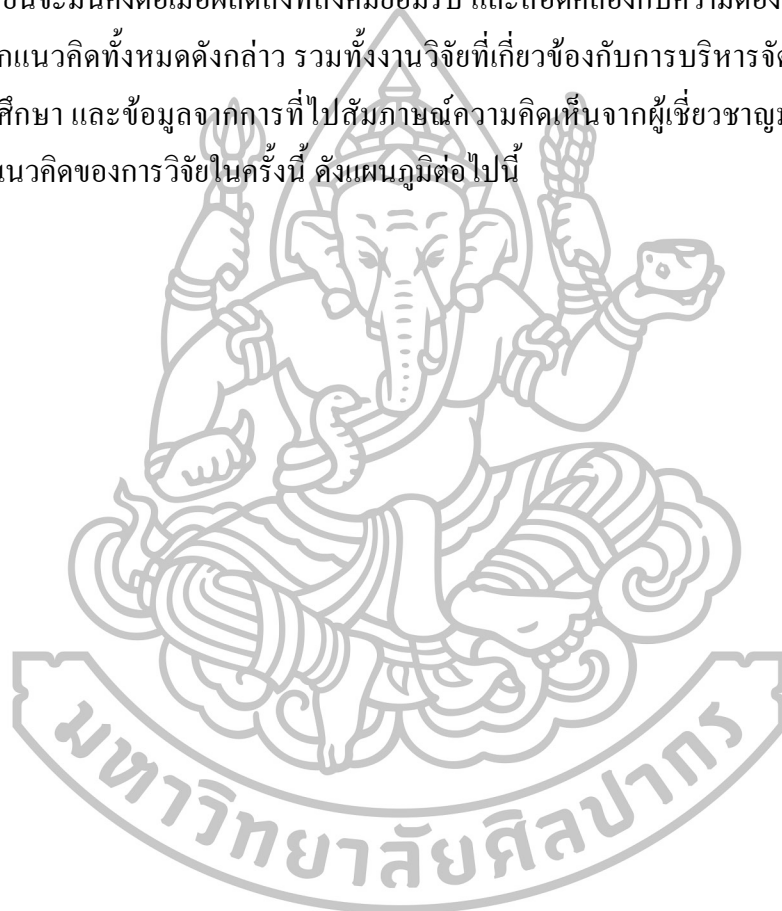 กแนวคิดทั้งหมดดังกล่าว รวมทั้งงานวิจัยที่เกี่ยวข้องกับการบริหารจัด
ศึกษา และข้อมูลจากการที่ไปสัมภาษณ์ความคิดเห็นจากผู้เชี่ยวชาญม
แนวคิดของการวิจัยในครั้งนี้ ดังแผนภูมิต่อไปนี้
มหาวิทยาลัยศิลปากร